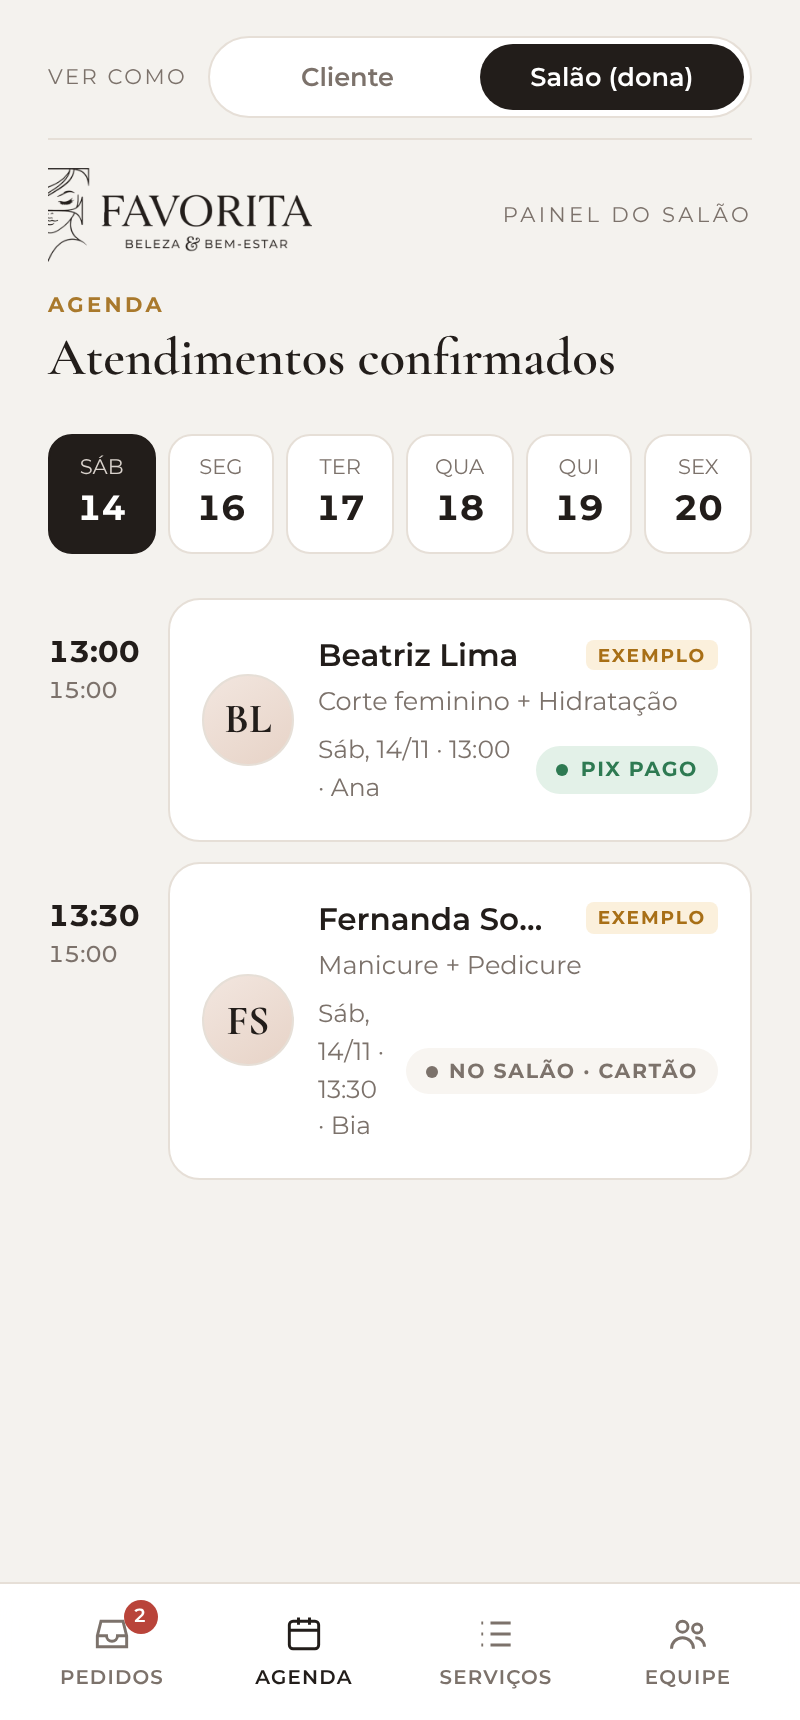 VER COMO
Cliente
Salão (dona)
FAVORITA
BELEZA & BEM-ESTAR
PAINEL DO SALÃO
AGENDA
Atendimentos confirmados
SÁB
14
SEG
16
TER
17
QUA
18
QUI
19
SEX
20
13:00
15:00
BL
Beatriz Lima
EXEMPLO
Corte feminino + Hidratação
Sáb, 14/11 · 13:00
· Ana
PIX PAGO
13:30
15:00
FS
Fernanda So...
EXEMPLO
Manicure + Pedicure
Sáb,
14/11 ·
13:30
· Bia
NO SALÃO · CARTÃO
2
PEDIDOS
AGENDA
SERVIÇOS
EQUIPE